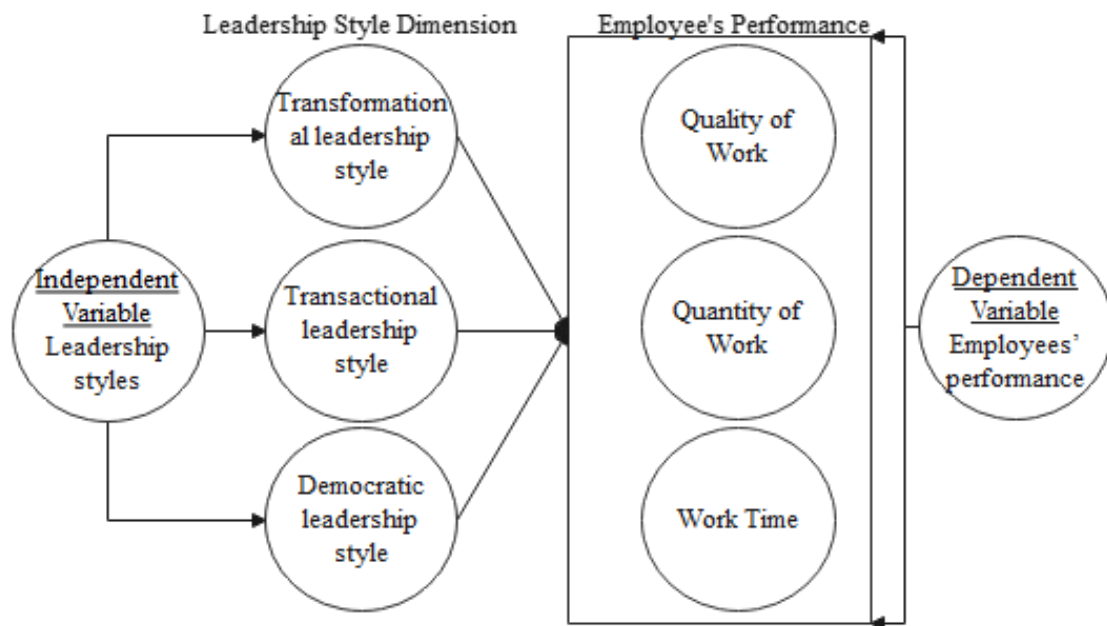 Leadership Style Dimension
Employee's Performance
Transformation
al leadership
style
Quality of
Work
Independent
Variable
Leadership
styles
Transactional
leadership
style
Quantity of
Work
Dependent
Variable
Employees’
performance
Democratic
leadership
style
Work Time